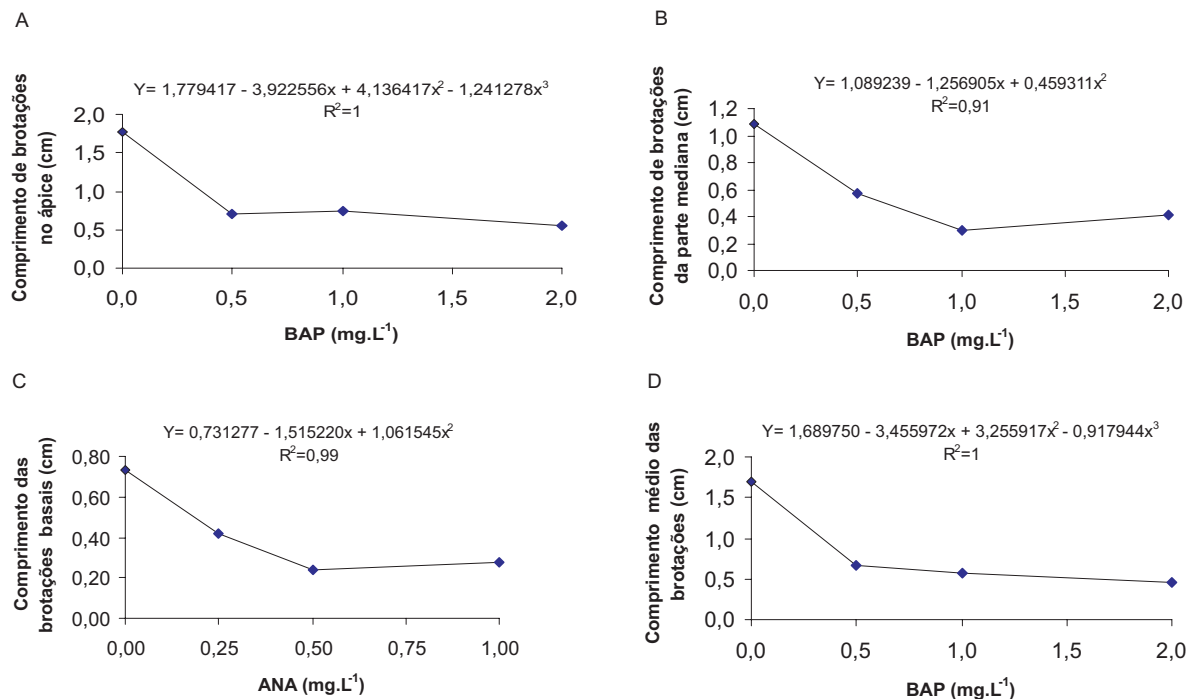 A
Y= 1,779417 - 3,922556x + 4,136417x² - 1,241278x³
R²=1
Comprimento de brotações
no ápice (cm)
2,0
1,5
1,0
0,5
0,0
0,0 0,5 1,0 1,5 2,0
BAP (mg.L⁻¹)
B
Y= 1,089239 - 1,256905x + 0,459311x²
R²=0,91
Comprimento de brotações
da parte mediana (cm)
1,2
1,0
0,8
0,6
0,4
0,2
0,0
0,0 0,5 1,0 1,5 2,0
BAP (mg.L⁻¹)
C
Y= 0,731277 - 1,515220x + 1,061545x²
R²=0,99
Comprimento das
brotações basais (cm)
0,80
0,60
0,40
0,20
0,00
0,00 0,25 0,50 0,75 1,00
ANA (mg.L⁻¹)
D
Y= 1,689750 - 3,455972x + 3,255917x² - 0,917944x³
R²=1
Comprimento médio das
brotações (cm)
2,0
1,5
1,0
0,5
0,0
0,0 0,5 1,0 1,5 2,0
BAP (mg.L⁻¹)